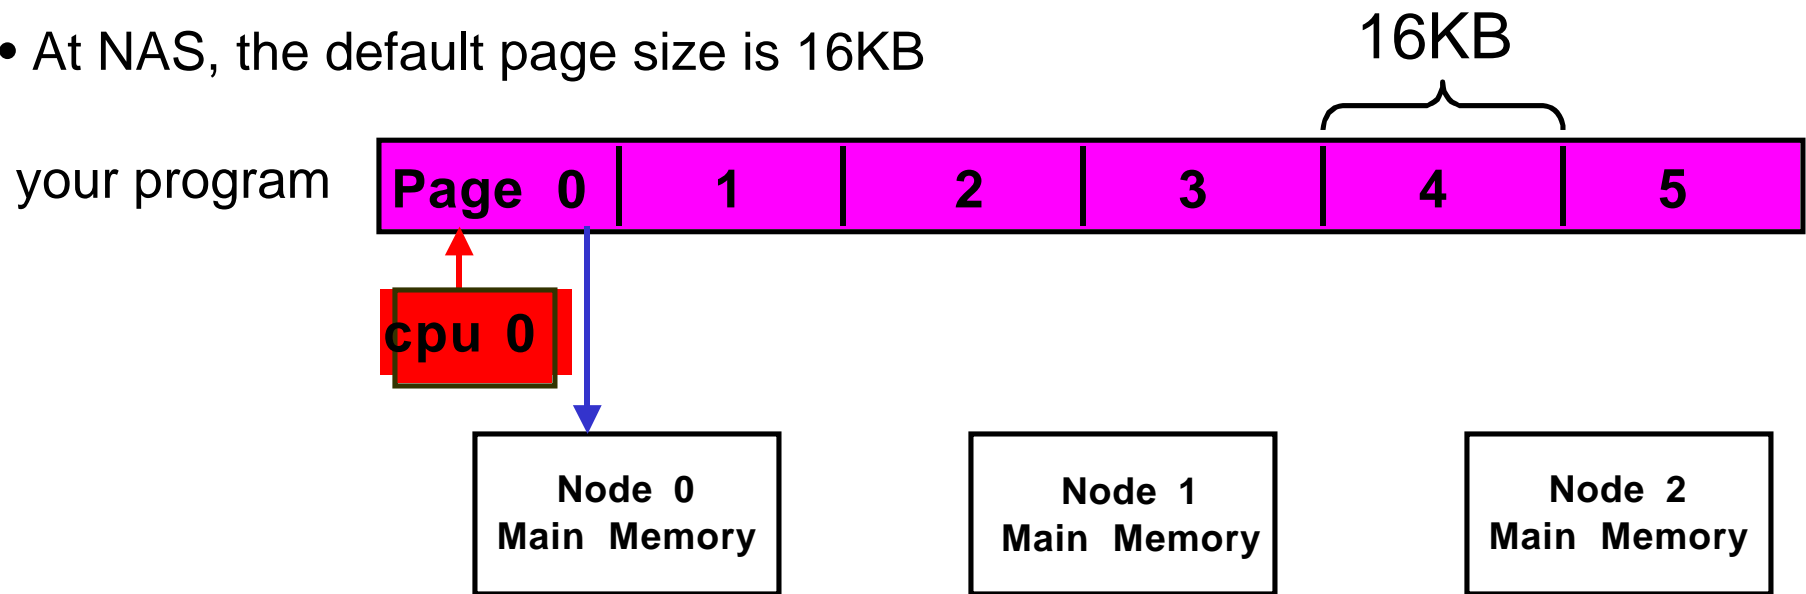 • At NAS, the default page size is 16KB
16KB
your program
Page 0 1 2 3 4 5
cpu 0
Node 0
Main Memory
Node 1
Main Memory
Node 2
Main Memory